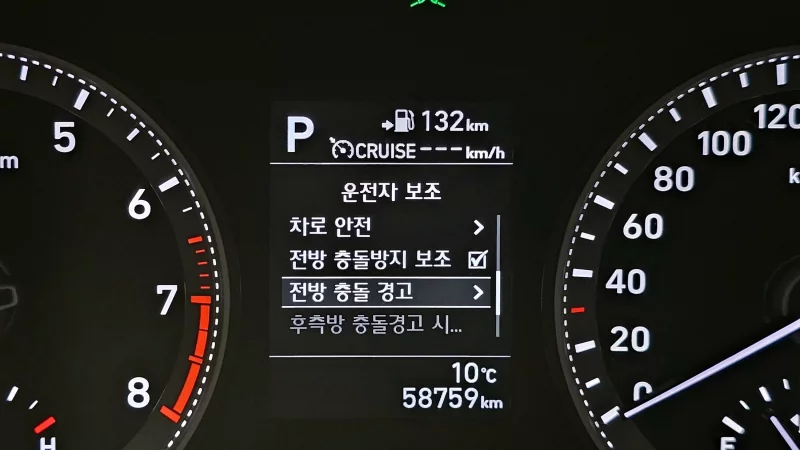 P
132km
CRUISE ---km/h
운전자 보조
차로 안전
전방 충돌방지 보조
전방 충돌 경고
후측방 충돌경고 시...
10℃
58759km
5
6
7
8
H
m
120
100
80
60
40
20
0
E
k